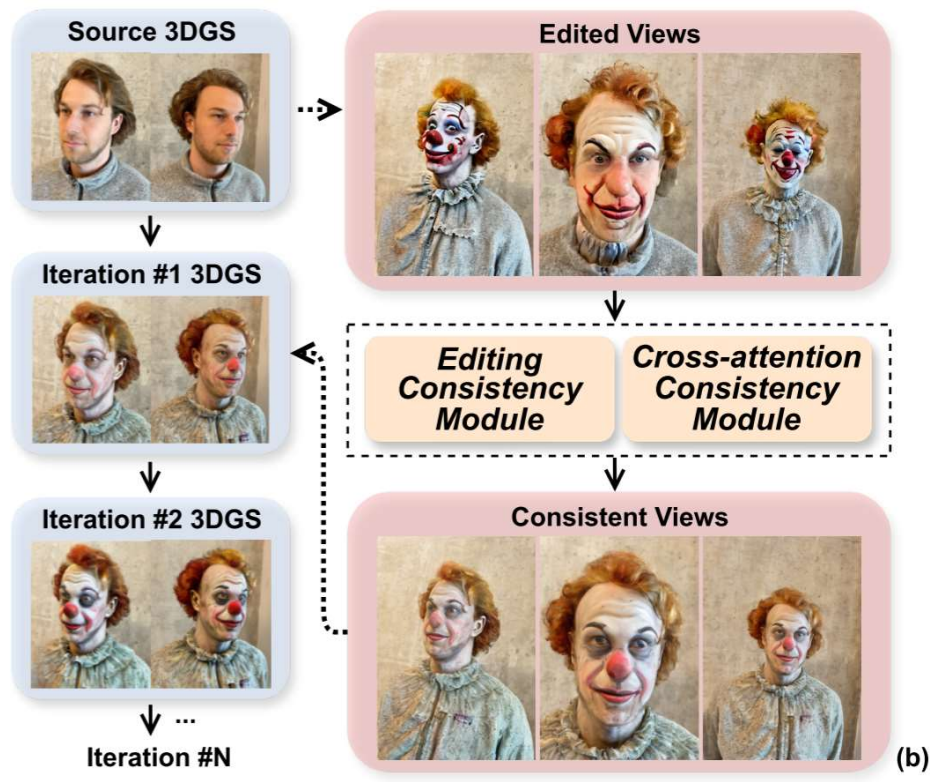 Source 3DGS
Edited Views
Iteration #1 3DGS
Editing
Consistency
Module
Cross-attention
Consistency
Module
Iteration #2 3DGS
Consistent Views
...
Iteration #N
(b)